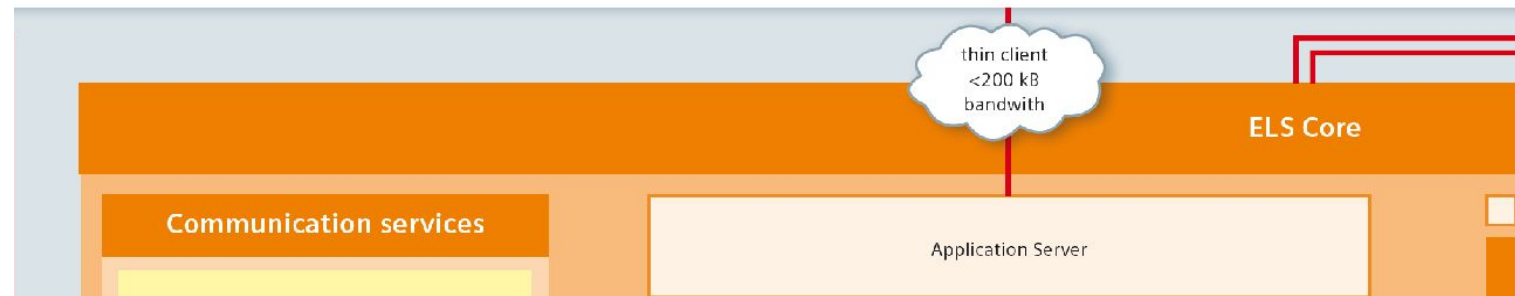 thin client
<200 kB
bandwith
ELS Core
Communication services
Application Server